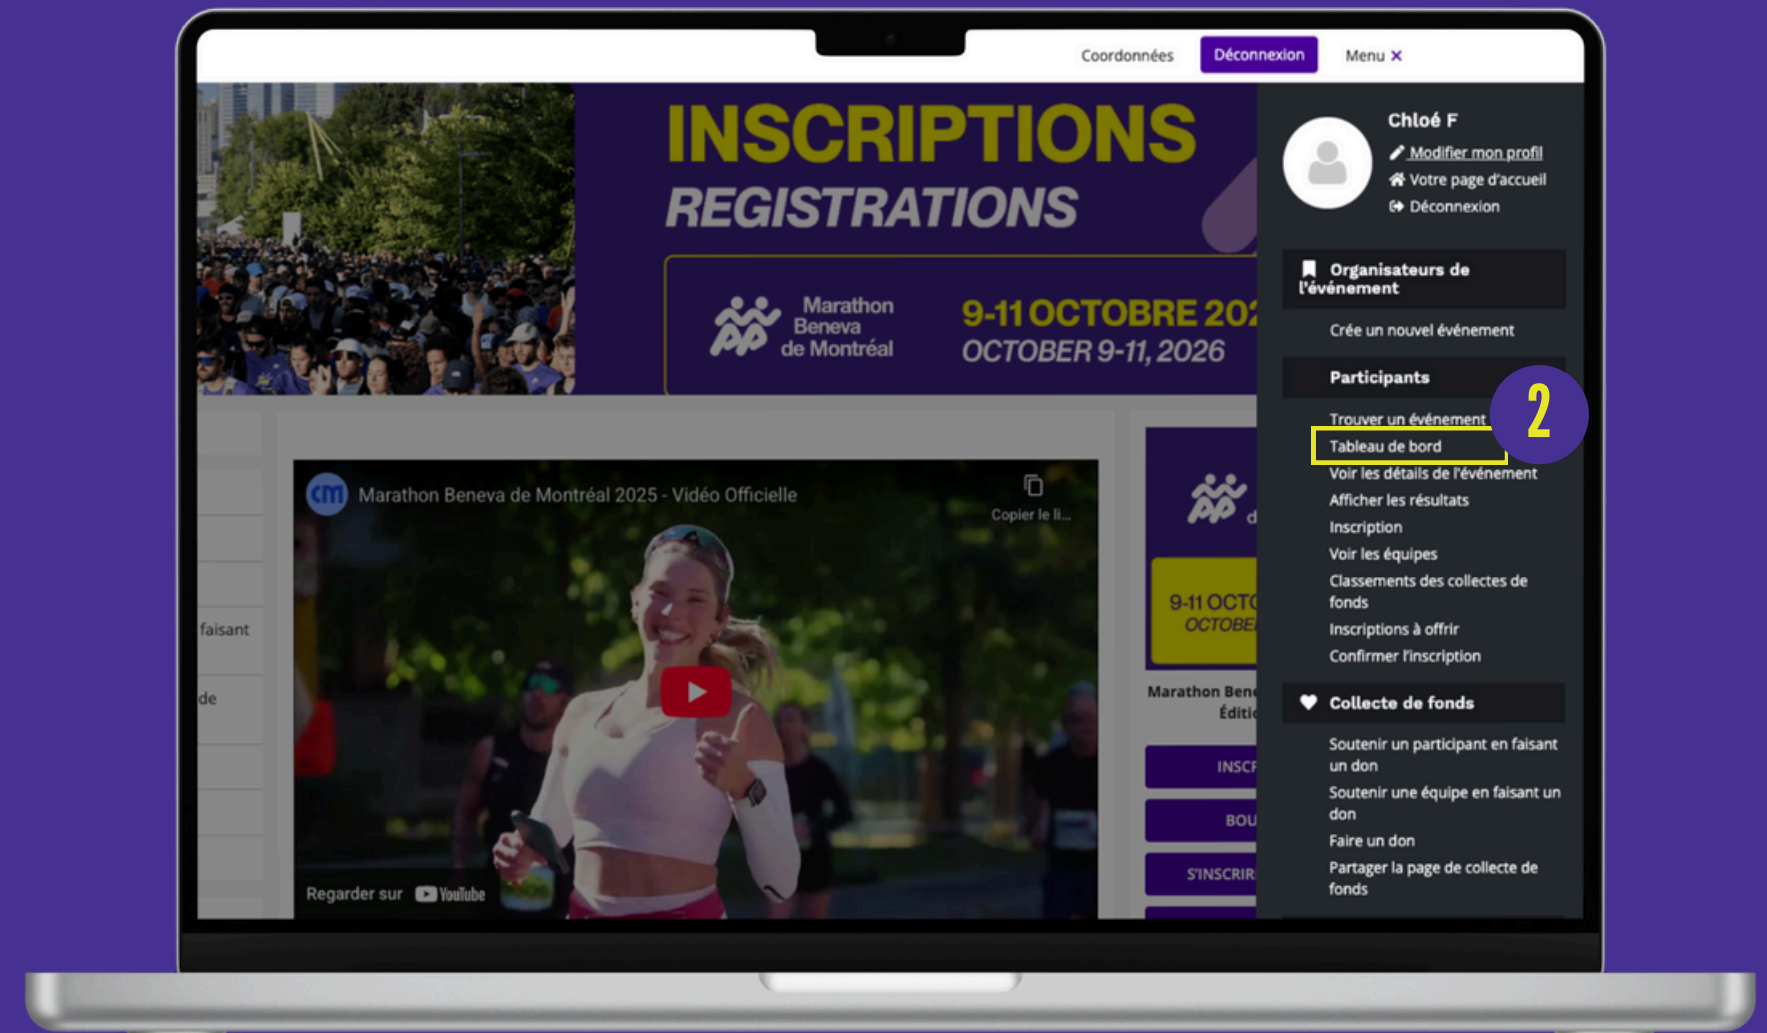 Coordonnées
Déconnexion
Menu ×
INSCRIPTIONS
REGISTRATIONS
Marathon
Beneva
de Montréal
9-11 OCTOBRE 202
OCTOBER 9-11, 2026
Chloé F
Modifier mon profil
Votre page d'accueil
Déconnexion
Organisateurs de
l'événement
Crée un nouvel événement
Participants
Trouver un événement
2
Tableau de bord
Voir les détails de l'événement
Afficher les résultats
Inscription
Voir les équipes
Classements des collectes de
fonds
Inscriptions à offrir
Confirmer l'inscription
Collecte de fonds
Soutenir un participant en faisant
un don
Soutenir une équipe en faisant un
don
Faire un don
Partager la page de collecte de
fonds
faisant
de
cm
Marathon Beneva de Montréal 2025 - Vidéo Officielle
Copier le li...
Regarder sur YouTube
d
9-11 OCTO
OCTOBE
Marathon Bene
Éditio
INSCR
BOU
S'INSCRIR